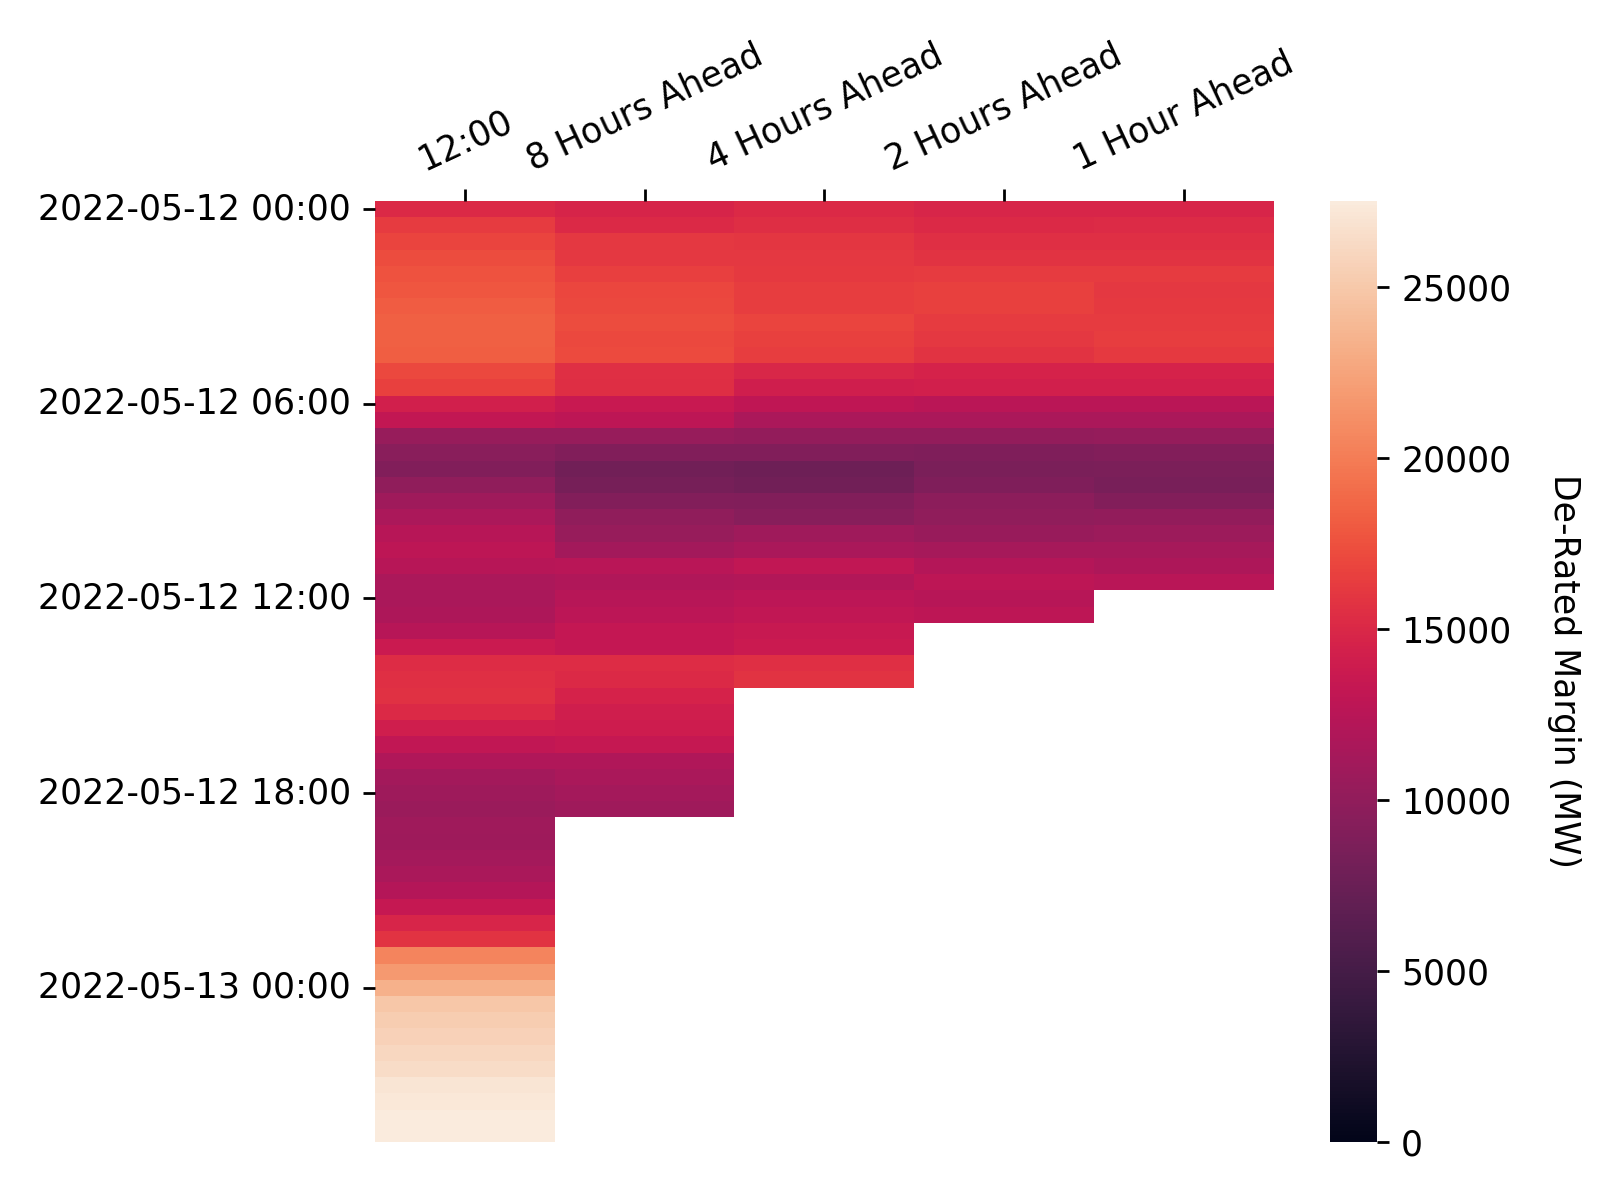 12:00
8 Hours Ahead
4 Hours Ahead
2 Hours Ahead
1 Hour Ahead
2022-05-12 00:00
2022-05-12 06:00
2022-05-12 12:00
2022-05-12 18:00
2022-05-13 00:00
25000
20000
15000
10000
5000
0
De-Rated Margin (MW)